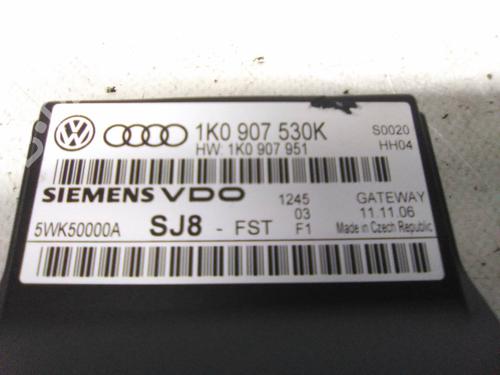 1K0 907 530K S0020
HW: 1K0 907 951 HH04
SIEMENS VDO 1245 GATEWAY
03 11.11.06
5WK50000A SJ8 - FST F1 Made in Czech Republic